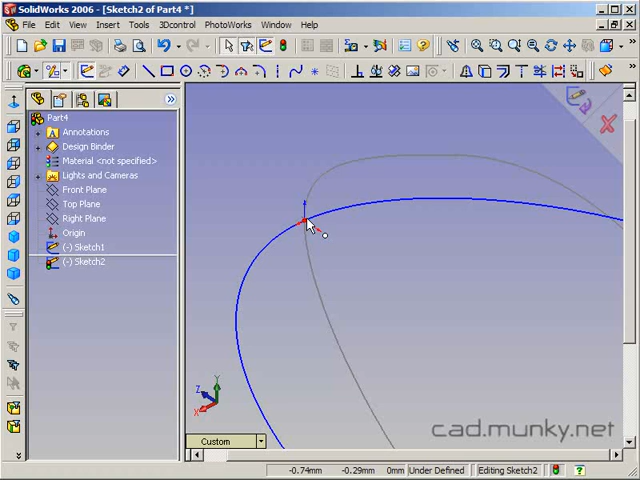 SolidWorks 2006 - [Sketch2 of Part4 *]
File Edit View Insert Tools 3Dcontrol PhotoWorks Window Help
Part4
Annotations
Design Binder
Material <not specified>
Lights and Cameras
Front Plane
Top Plane
Right Plane
Origin
(-) Sketch1
(-) Sketch2
Y
Z
X
Custom
cad.munky.net
-0.74mm -0.29mm 0mm Under Defined Editing Sketch2